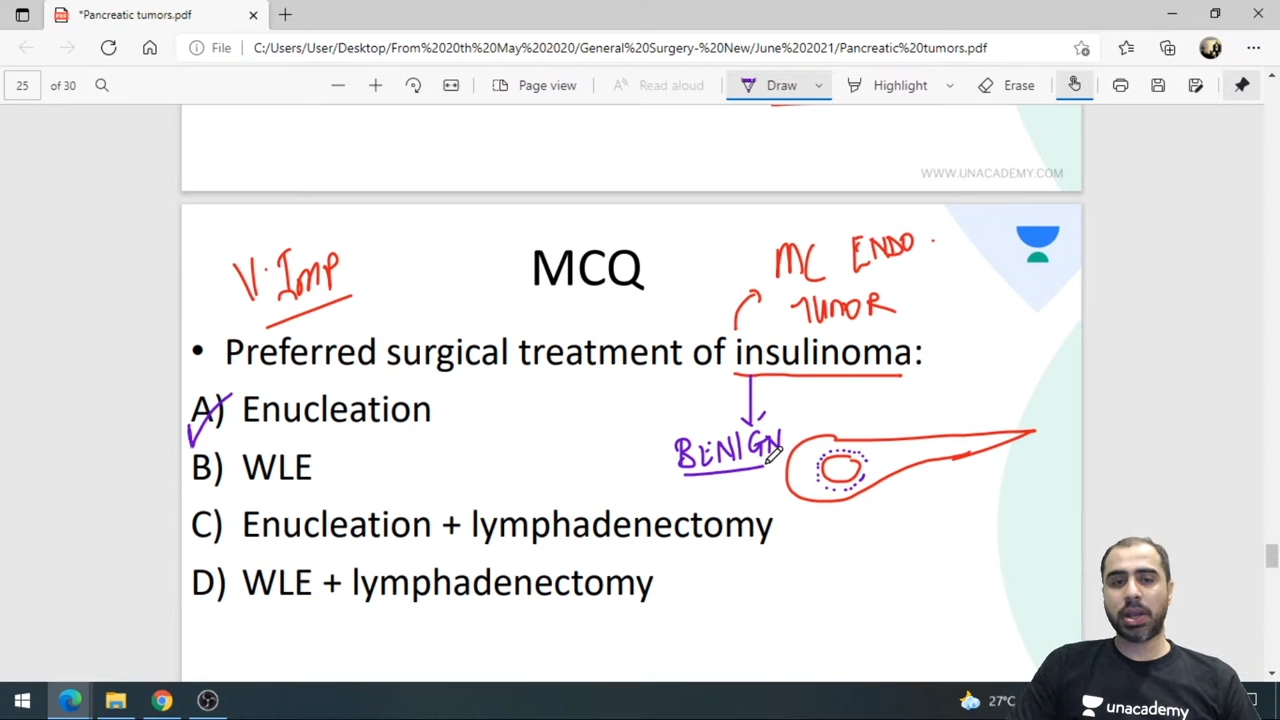 *Pancreatic tumors.pdf
File
C:/Users/User/Desktop/From%2020th%20May%202020/General%20Surgery-%20New/June%202021/Pancreatic%20tumors.pdf
25 of 30
Page view
Read aloud
Draw
Highlight
Erase
WWW.UNACADEMY.COM
V. Imp
MCQ
MC ENDO.
TUMOR
• Preferred surgical treatment of insulinoma:
A) Enucleation
BENIGN
B) WLE
C) Enucleation + lymphadenectomy
D) WLE + lymphadenectomy
27°C
unacademy